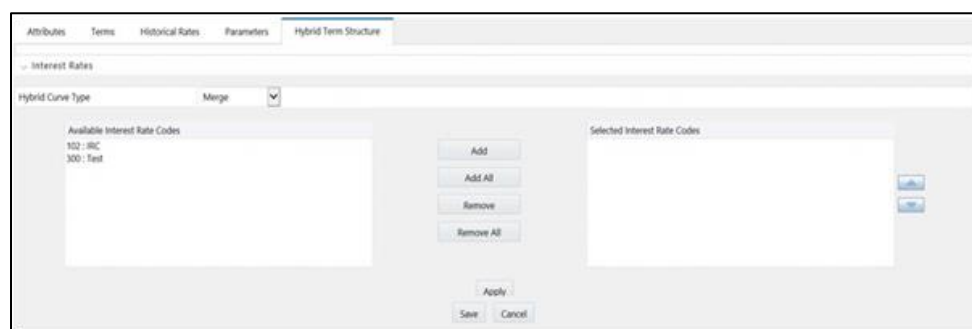 Attributes Terms Historical Rates Parameters Hybrid Term Structure
Interest Rates
Hybrid Curve Type Merge
Available Interest Rate Codes Selected Interest Rate Codes
102 : IRC
300 : Test
Add
Add All
Remove
Remove All
Apply
Save Cancel